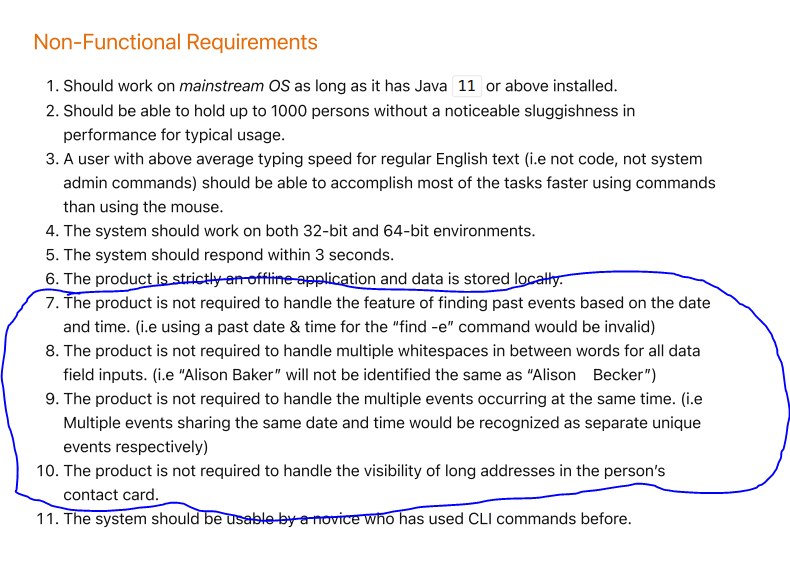 Non-Functional Requirements
1. Should work on mainstream OS as long as it has Java 11 or above installed.
2. Should be able to hold up to 1000 persons without a noticeable sluggishness in
performance for typical usage.
3. A user with above average typing speed for regular English text (i.e not code, not system
admin commands) should be able to accomplish most of the tasks faster using commands
than using the mouse.
4. The system should work on both 32-bit and 64-bit environments.
5. The system should respond within 3 seconds.
6. The product is strictly an offline application and data is stored locally.
7. The product is not required to handle the feature of finding past events based on the date
and time. (i.e using a past date & time for the “find -e” command would be invalid)
8. The product is not required to handle multiple whitespaces in between words for all data
field inputs. (i.e “Alison Baker” will not be identified the same as “Alison    Becker”)
9. The product is not required to handle the multiple events occurring at the same time. (i.e
Multiple events sharing the same date and time would be recognized as separate unique
events respectively)
10. The product is not required to handle the visibility of long addresses in the person’s
contact card.
11. The system should be usable by a novice who has used CLI commands before.